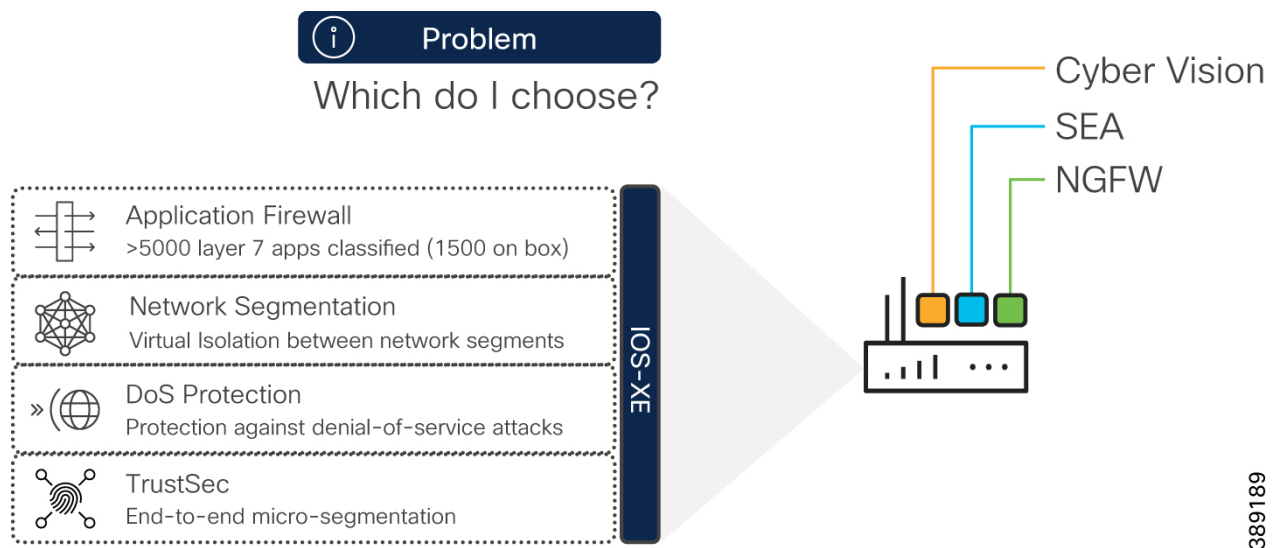 Problem
Which do I choose?
Application Firewall
>5000 layer 7 apps classified (1500 on box)
Network Segmentation
Virtual Isolation between network segments
DoS Protection
Protection against denial-of-service attacks
TrustSec
End-to-end micro-segmentation
IOS-XE
Cyber Vision
SEA
NGFW
389189